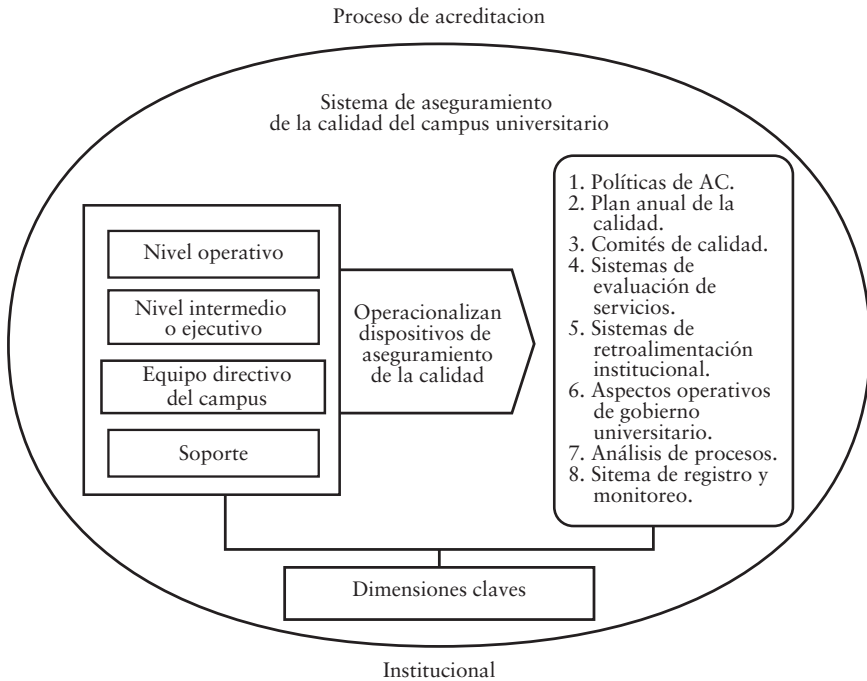 Proceso de acreditacion
Sistema de aseguramiento
de la calidad del campus universitario
Nivel operativo
Nivel intermedio
o ejecutivo
Equipo directivo
del campus
Soporte
Operacionalizan
dispositivos de
aseguramiento
de la calidad
1. Políticas de AC.
2. Plan anual de la
calidad.
3. Comités de calidad.
4. Sistemas de
evaluación de
servicios.
5. Sistemas de
retroalimentación
institucional.
6. Aspectos operativos
de gobierno
universitario.
7. Análisis de procesos.
8. Sitema de registro y
monitoreo.
Dimensiones claves
Institucional